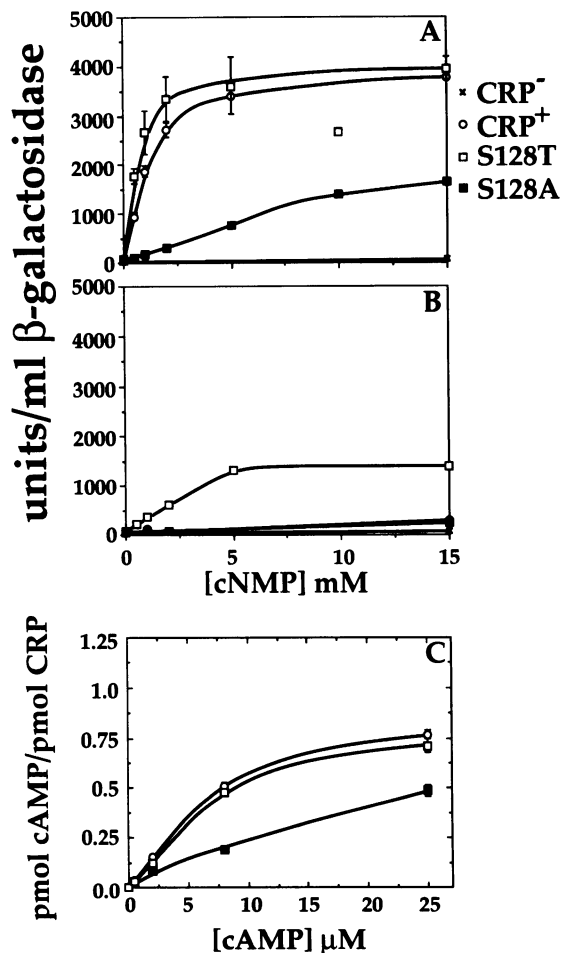 units/ml β-galactosidase
5000
4000
3000
2000
1000
0
A
CRP-
CRP+
S128T
S128A
5000
4000
3000
2000
1000
0
B
0 5 10 15
[cNMP] mM
pmol cAMP/pmol CRP
1.25
1.0
0.75
0.5
0.25
0.0
C
0 5 10 15 20 25
[cAMP] μM